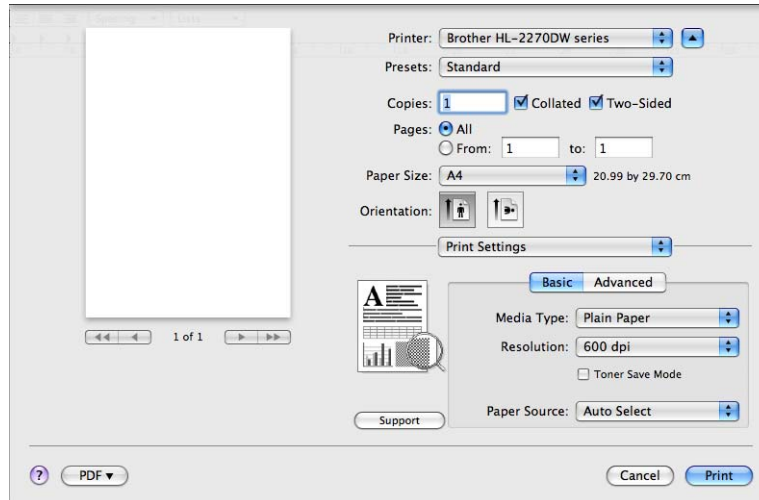 Spacing Lists
Printer: Brother HL-2270DW series
Presets: Standard
Copies: 1 Collated Two-Sided
Pages: All
From: 1 to: 1
Paper Size: A4 20.99 by 29.70 cm
Orientation:
Print Settings
Basic Advanced
A
Media Type: Plain Paper
1 of 1
Resolution: 600 dpi
Toner Save Mode
Paper Source: Auto Select
Support
? PDF Cancel Print